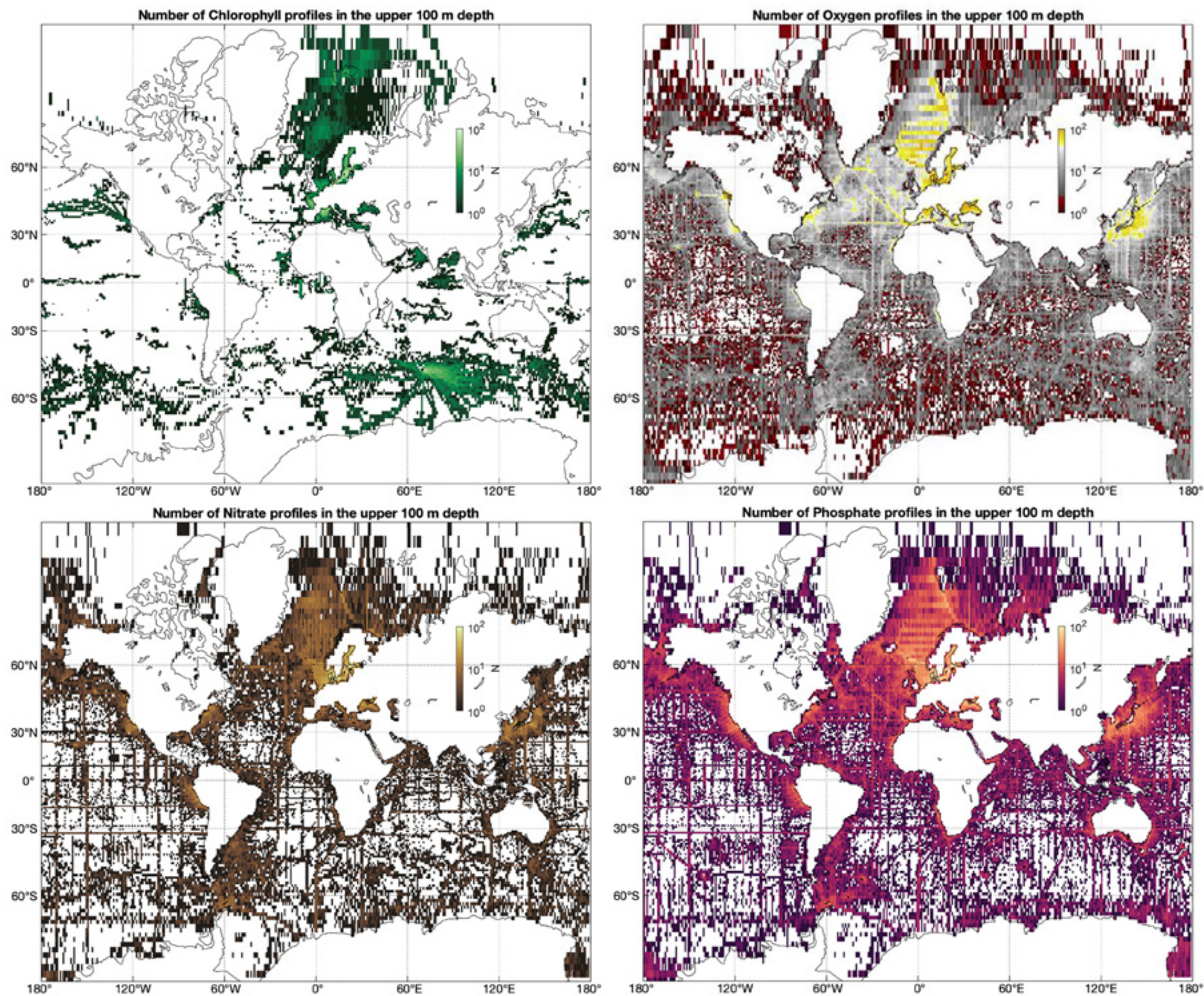 Number of Chlorophyll profiles in the upper 100 m depth
60°N
30°N
0°
30°S
60°S
10²
10¹ N
10⁰
180° 120°W 60°W 0° 60°E 120°E 180°
Number of Oxygen profiles in the upper 100 m depth
60°N
30°N
0°
30°S
60°S
10²
10¹ N
10⁰
180° 120°W 60°W 0° 60°E 120°E 180°
Number of Nitrate profiles in the upper 100 m depth
60°N
30°N
0°
30°S
60°S
10²
10¹ N
10⁰
180° 120°W 60°W 0° 60°E 120°E 180°
Number of Phosphate profiles in the upper 100 m depth
60°N
30°N
0°
30°S
60°S
10²
10¹ N
10⁰
180° 120°W 60°W 0° 60°E 120°E 180°